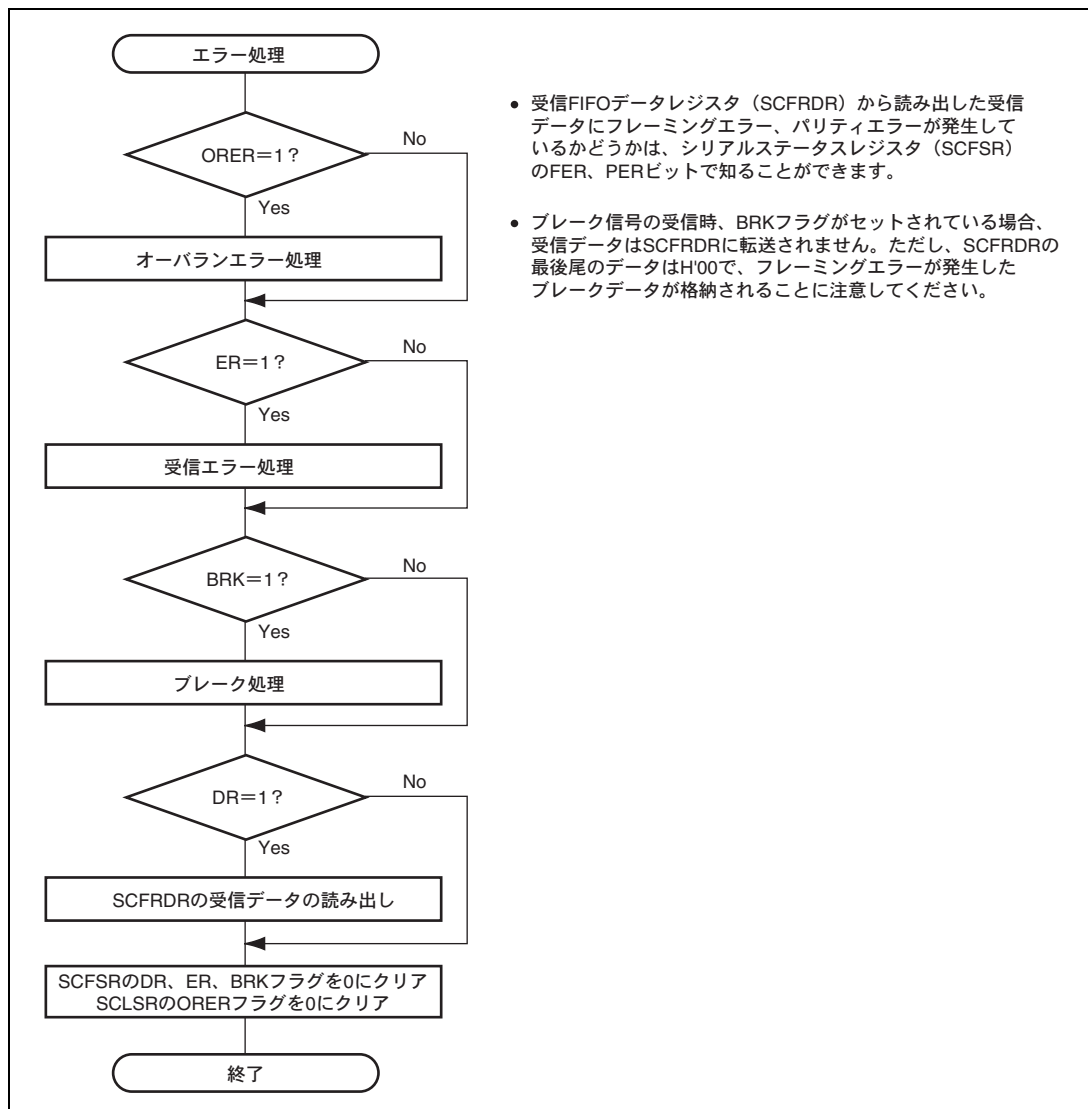 エラー処理
ORER＝1？
No
Yes
オーバランエラー処理
ER＝1？
No
Yes
受信エラー処理
BRK＝1？
No
Yes
ブレーク処理
DR＝1？
No
Yes
SCFRDRの受信データの読み出し
SCFSRのDR、ER、BRKフラグを0にクリア
SCLSRのORERフラグを0にクリア
終了
● 受信FIFOデータレジスタ（SCFRDR）から読み出した受信
データにフレーミングエラー、パリティエラーが発生して
いるかどうかは、シリアルステータスレジスタ（SCFSR）
のFER、PERビットで知ることができます。
● ブレーク信号の受信時、BRKフラグがセットされている場合、
受信データはSCFRDRに転送されません。ただし、SCFRDRの
最後尾のデータはH'00で、フレーミングエラーが発生した
ブレークデータが格納されることに注意してください。